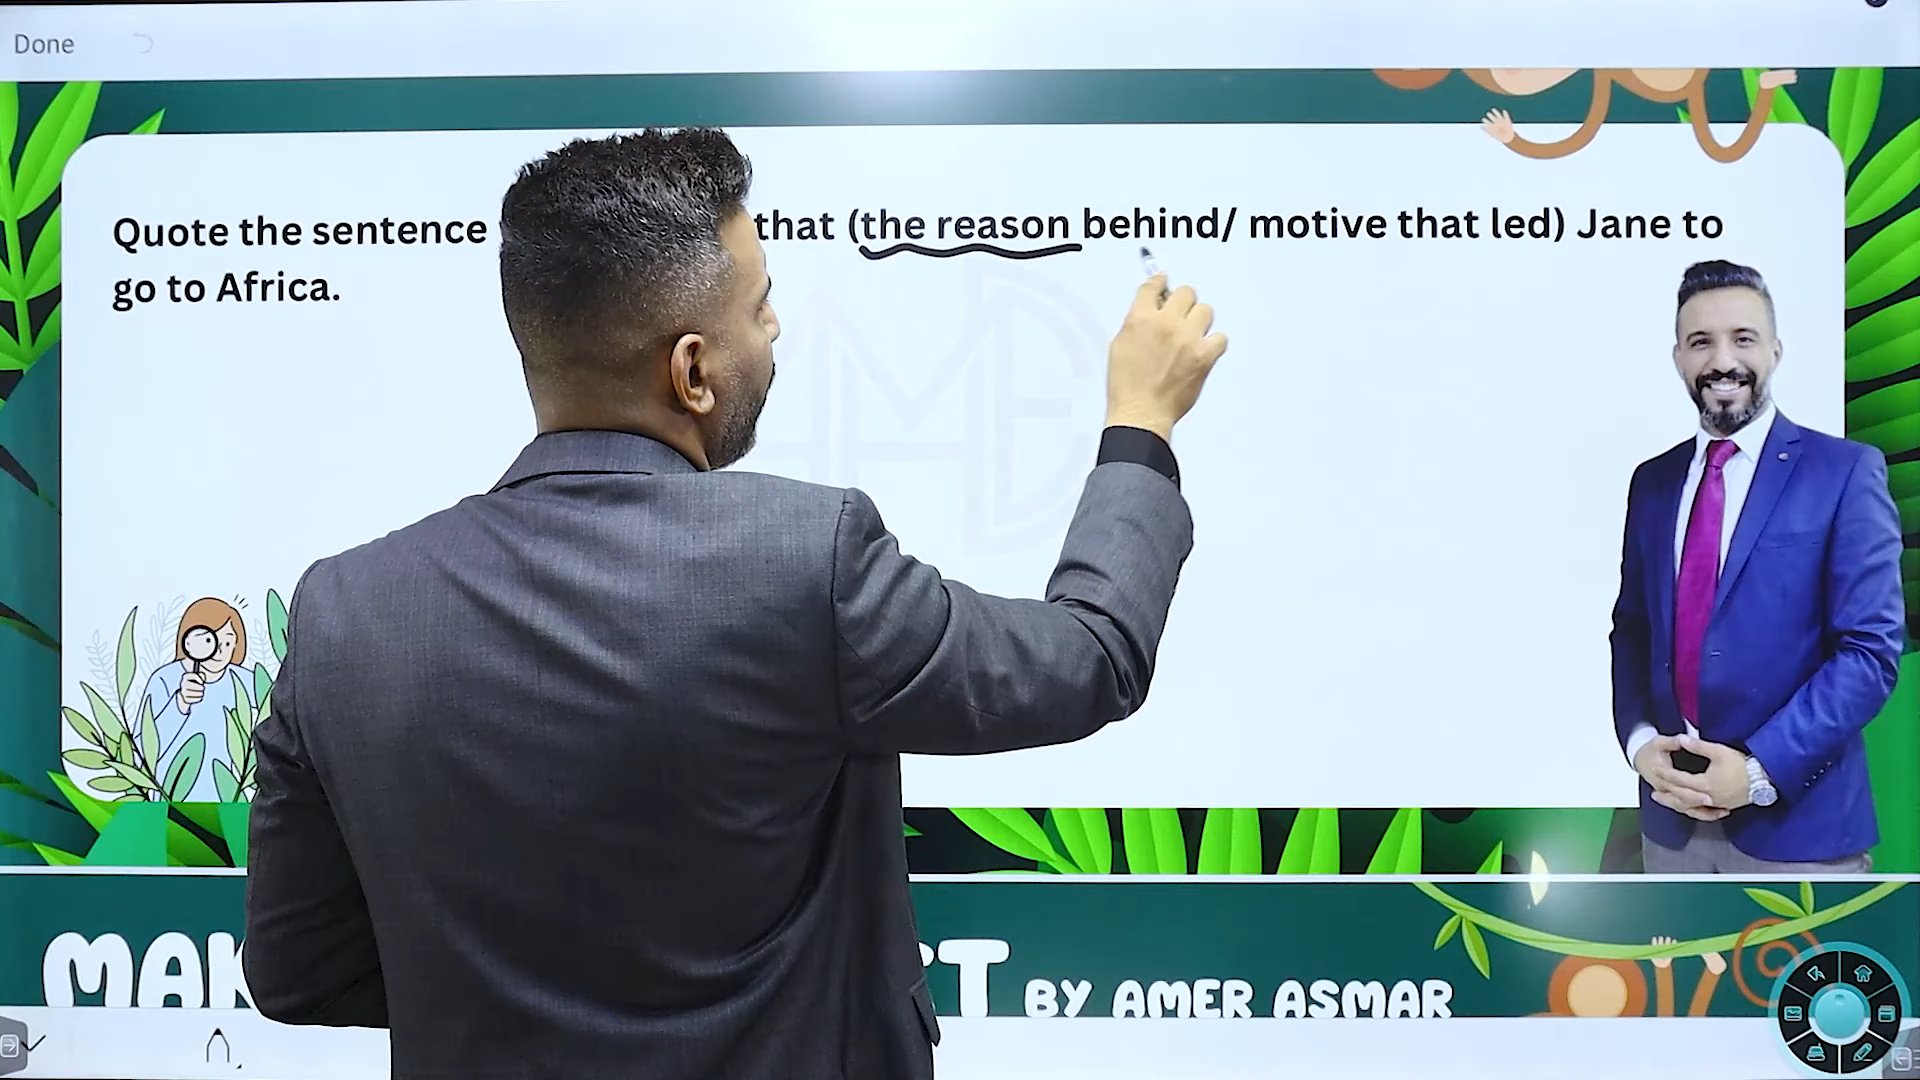 Done
Quote the sentence that (the reason behind/ motive that led) Jane to
go to Africa.
BY AMER ASMAR